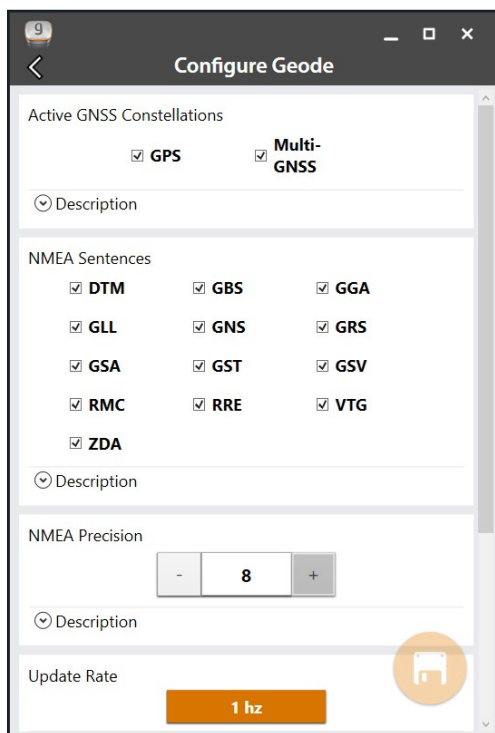 g
Configure Geode
Active GNSS Constellations
GPS
Multi-
GNSS
Description
NMEA Sentences
DTM GBS GGA
GLL GNS GRS
GSA GST GSV
RMC RRE VTG
ZDA
Description
NMEA Precision
- 8 +
Description
Update Rate
1 hz